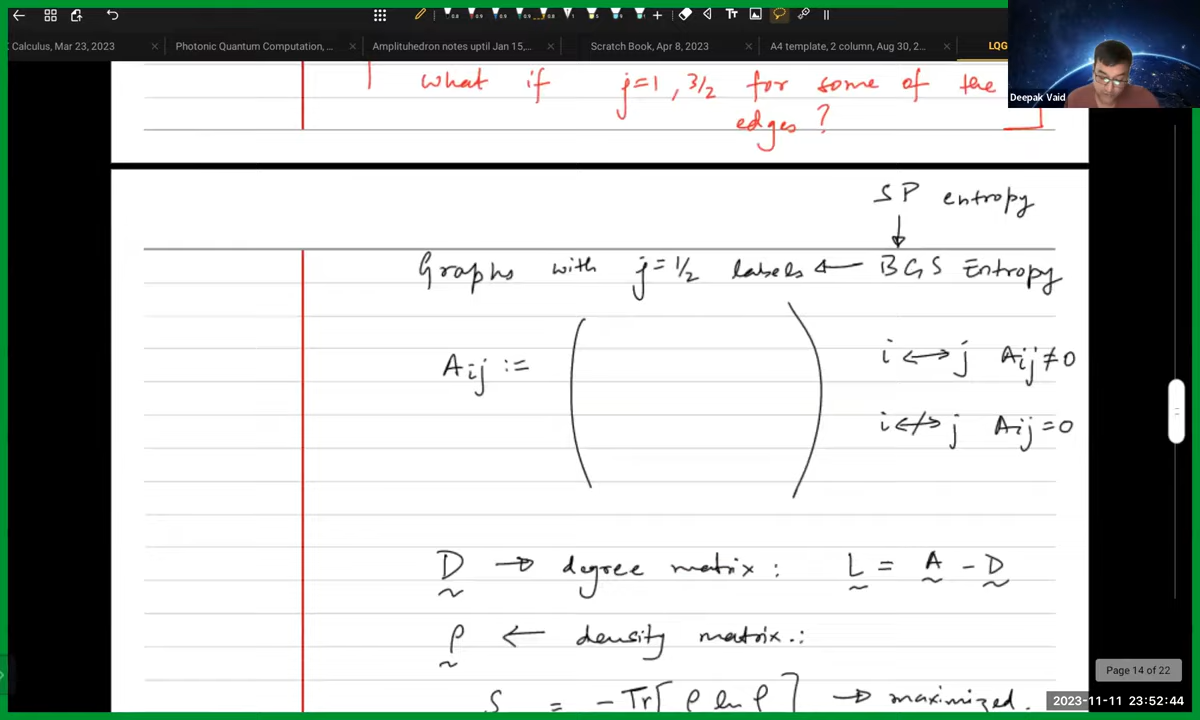 Calculus, Mar 23, 2023
Photonic Quantum Computation, ...
Amplituhedron notes uptil Jan 15,...
Scratch Book, Apr 8, 2023
A4 template, 2 column, Aug 30, 2...
LQG
Deepak Vaid
what if j=1, 3/2 for some of the
edges?
SP entropy
↓
Graphs with j=1/2 labels ← BGS Entropy
Aij := ( )
i ↔ j Aij ≠ 0
i ↮ j Aij = 0
D → degree matrix : L = A - D
ρ ← density matrix.:
S = - Tr[ρ ln ρ] → maximized.
Page 14 of 22
2023-11-11 23:52:44